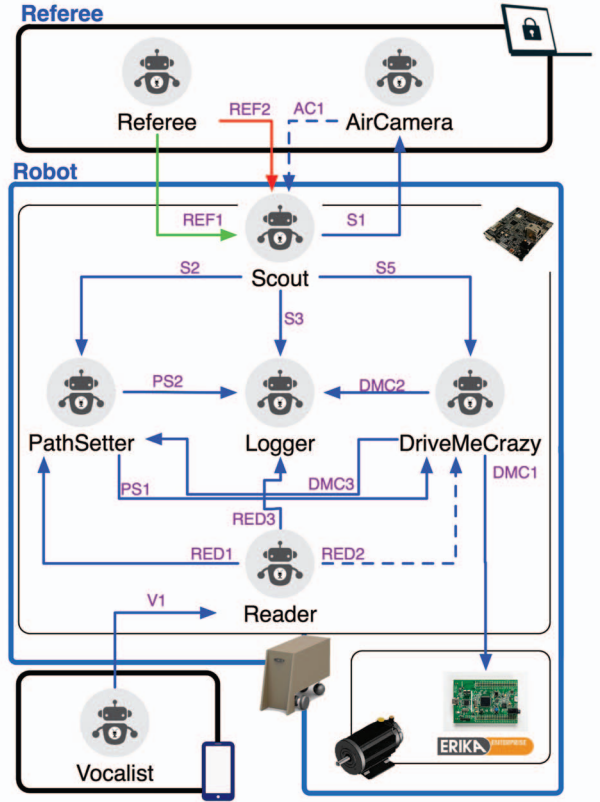 Referee
REF2
AC1
Referee
AirCamera
Robot
REF1
S1
Scout
S2
S5
S3
PS2
DMC2
PathSetter
Logger
DriveMeCrazy
DMC1
PS1
DMC3
RED3
RED1
RED2
V1
Reader
Vocalist
ERIKA ENTERPRISE